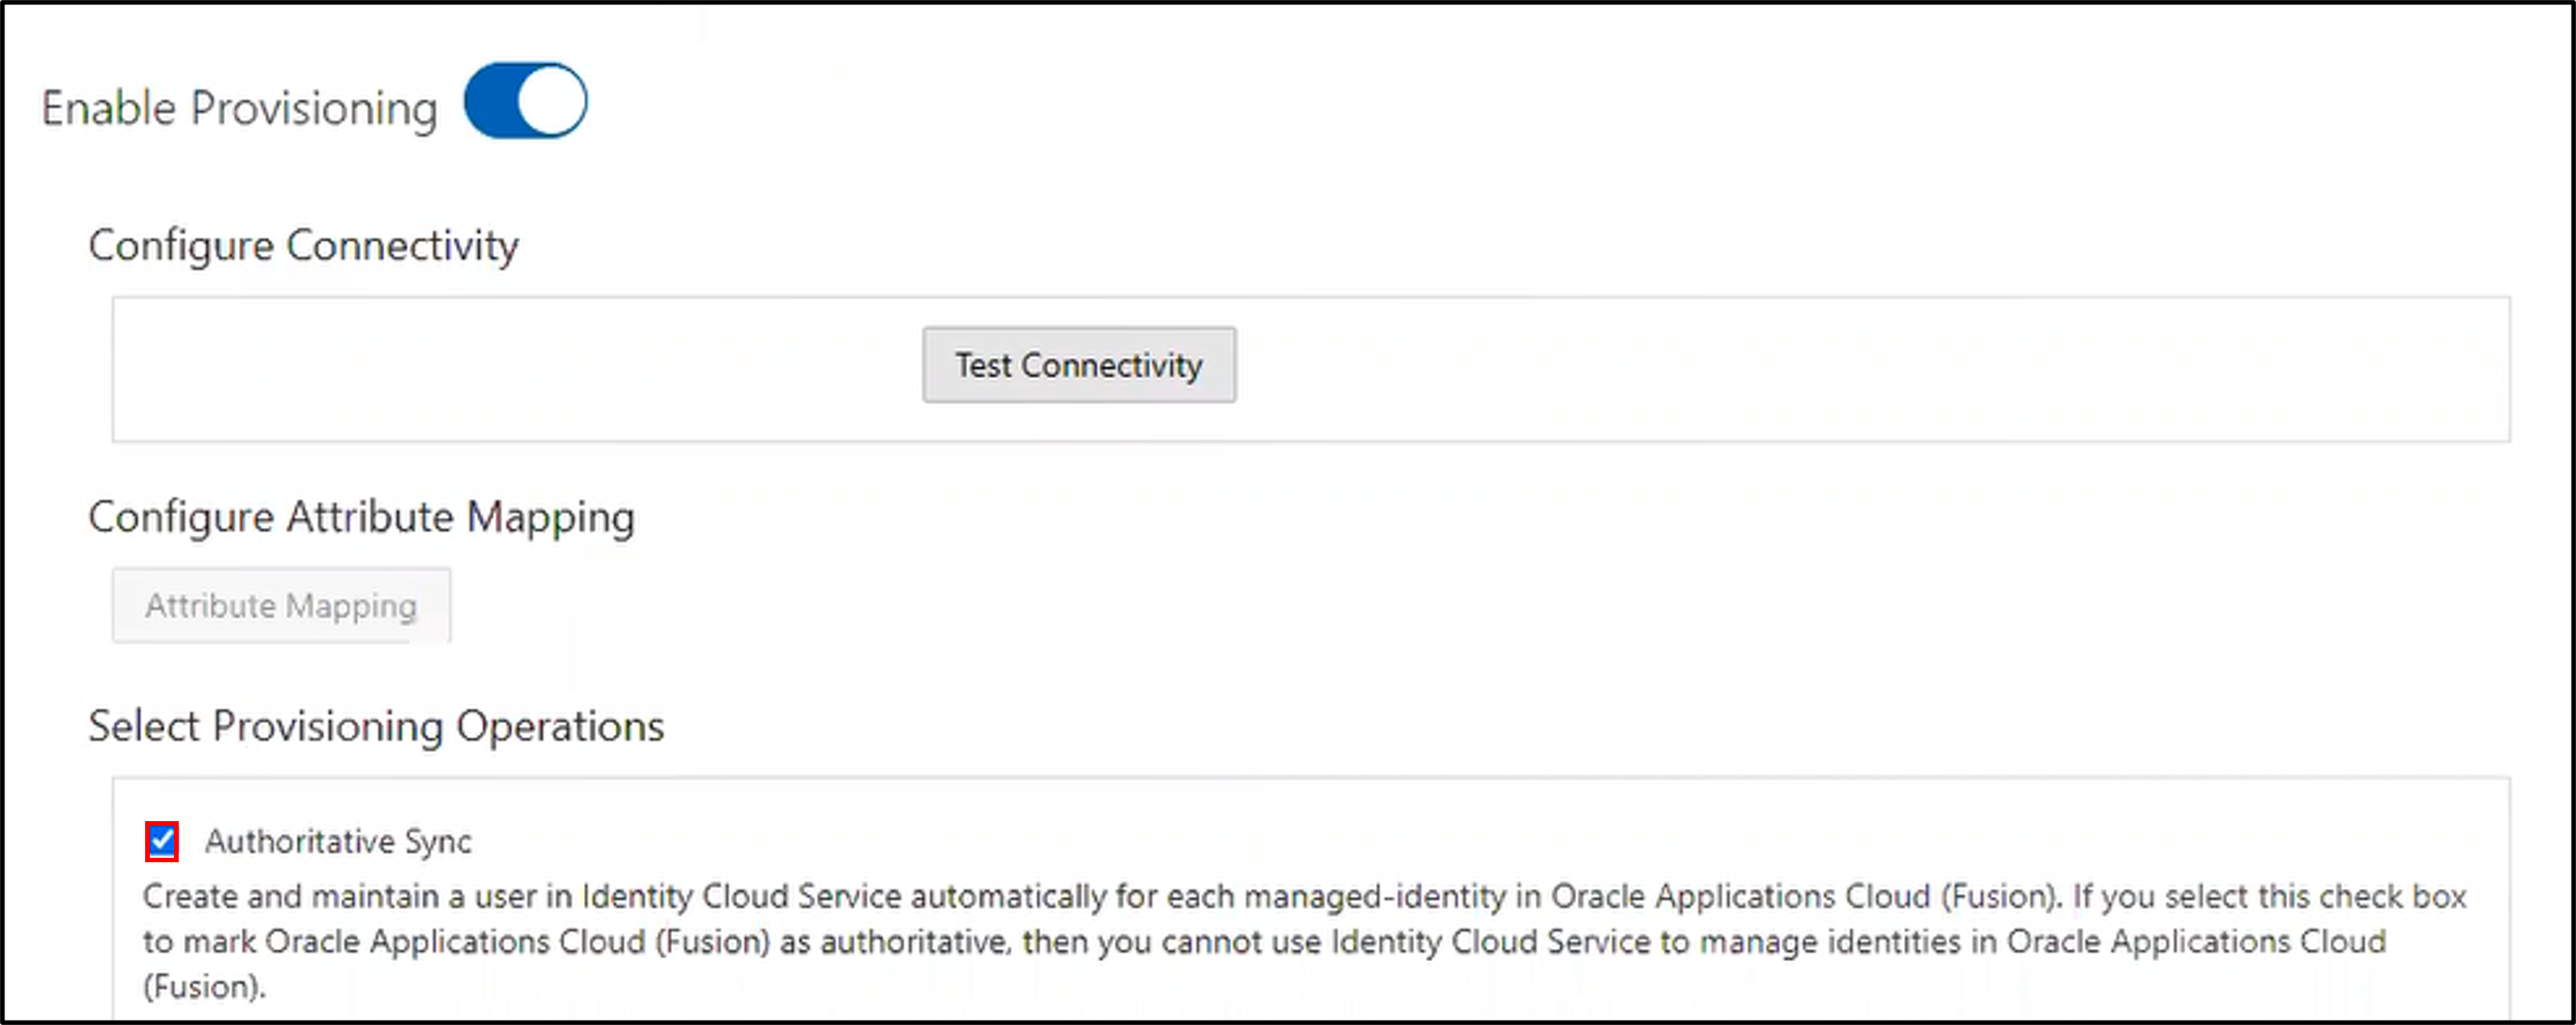 Enable Provisioning
Configure Connectivity
Test Connectivity
Configure Attribute Mapping
Attribute Mapping
Select Provisioning Operations
Authoritative Sync
Create and maintain a user in Identity Cloud Service automatically for each managed-identity in Oracle Applications Cloud (Fusion). If you select this check box
to mark Oracle Applications Cloud (Fusion) as authoritative, then you cannot use Identity Cloud Service to manage identities in Oracle Applications Cloud
(Fusion).